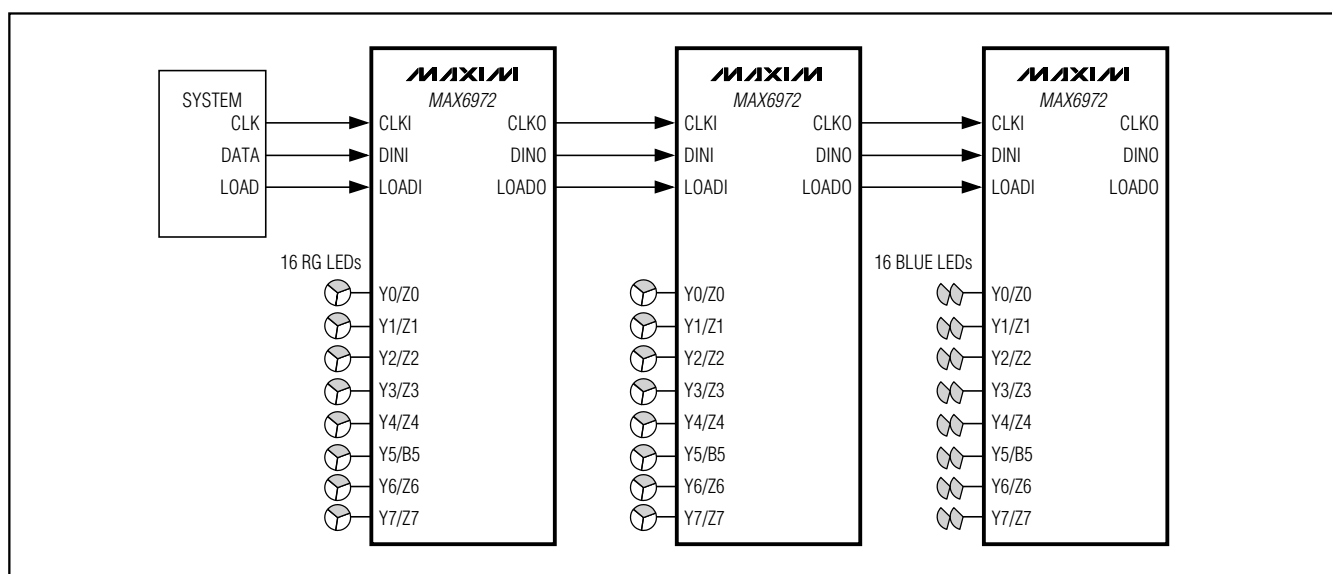 SYSTEM
CLK
DATA
LOAD
MAXIM
MAX6972
CLKI CLKO
DINI DINO
LOADI LOADO
16 RG LEDs
Y0/Z0
Y1/Z1
Y2/Z2
Y3/Z3
Y4/Z4
Y5/B5
Y6/Z6
Y7/Z7
MAXIM
MAX6972
CLKI CLKO
DINI DINO
LOADI LOADO
Y0/Z0
Y1/Z1
Y2/Z2
Y3/Z3
Y4/Z4
Y5/B5
Y6/Z6
Y7/Z7
MAXIM
MAX6972
CLKI CLKO
DINI DINO
LOADI LOADO
16 BLUE LEDs
Y0/Z0
Y1/Z1
Y2/Z2
Y3/Z3
Y4/Z4
Y5/B5
Y6/Z6
Y7/Z7